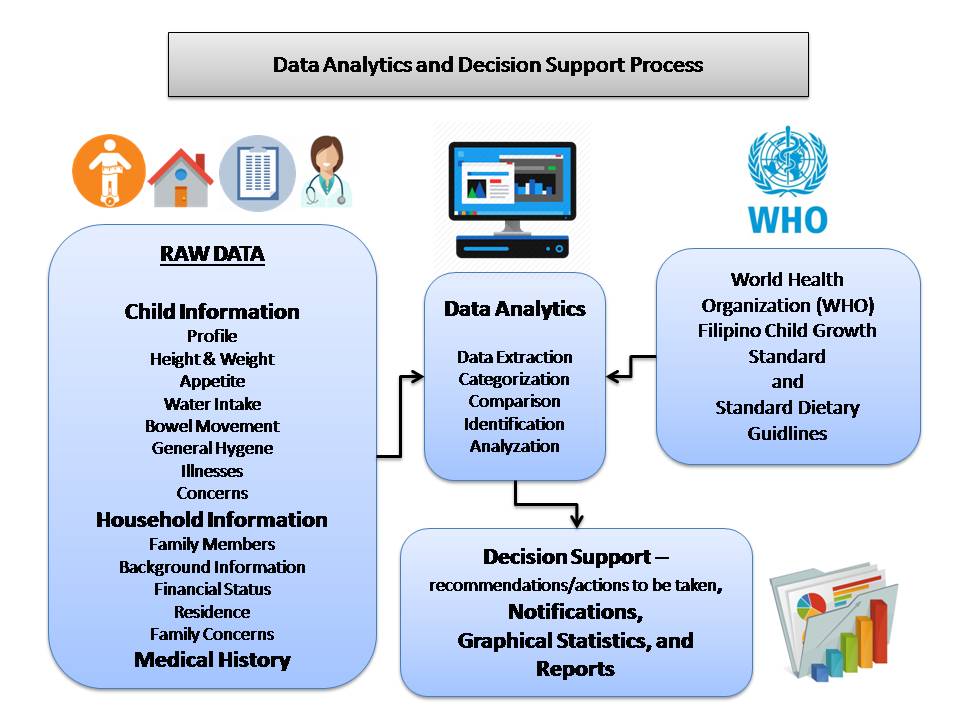 Data Analytics and Decision Support Process
WHO
RAW DATA
Child Information
Profile
Height & Weight
Appetite
Water Intake
Bowel Movement
General Hygene
Illnesses
Concerns
Household Information
Family Members
Background Information
Financial Status
Residence
Family Concerns
Medical History
Data Analytics
Data Extraction
Categorization
Comparison
Identification
Analyzation
World Health
Organization (WHO)
Filipino Child Growth
Standard
and
Standard Dietary
Guidlines
Decision Support –
recommendations/actions to be taken,
Notifications,
Graphical Statistics, and
Reports